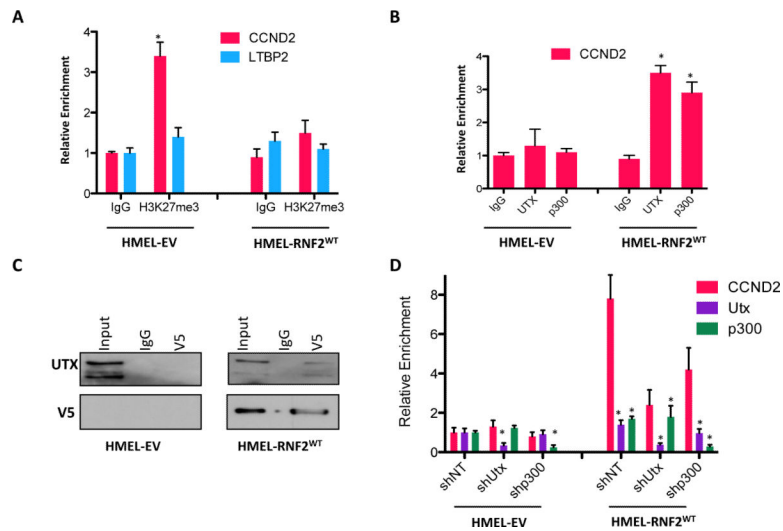 A
CCND2
LTBP2
Relative Enrichment
4
3
2
1
0
*
IgG H3K27me3 IgG H3K27me3
HMEL-EV HMEL-RNF2WT
B
CCND2
Relative Enrichment
4
3
2
1
0
* *
IgG UTX p300 IgG UTX p300
HMEL-EV HMEL-RNF2WT
C
Input IgG V5 Input IgG V5
UTX
V5
HMEL-EV HMEL-RNF2WT
D
CCND2
Utx
p300
Relative Enrichment
8
6
4
2
0
* * * * * * * *
shNT shUtx shp300 shNT shUtx shp300
HMEL-EV HMEL-RNF2WT